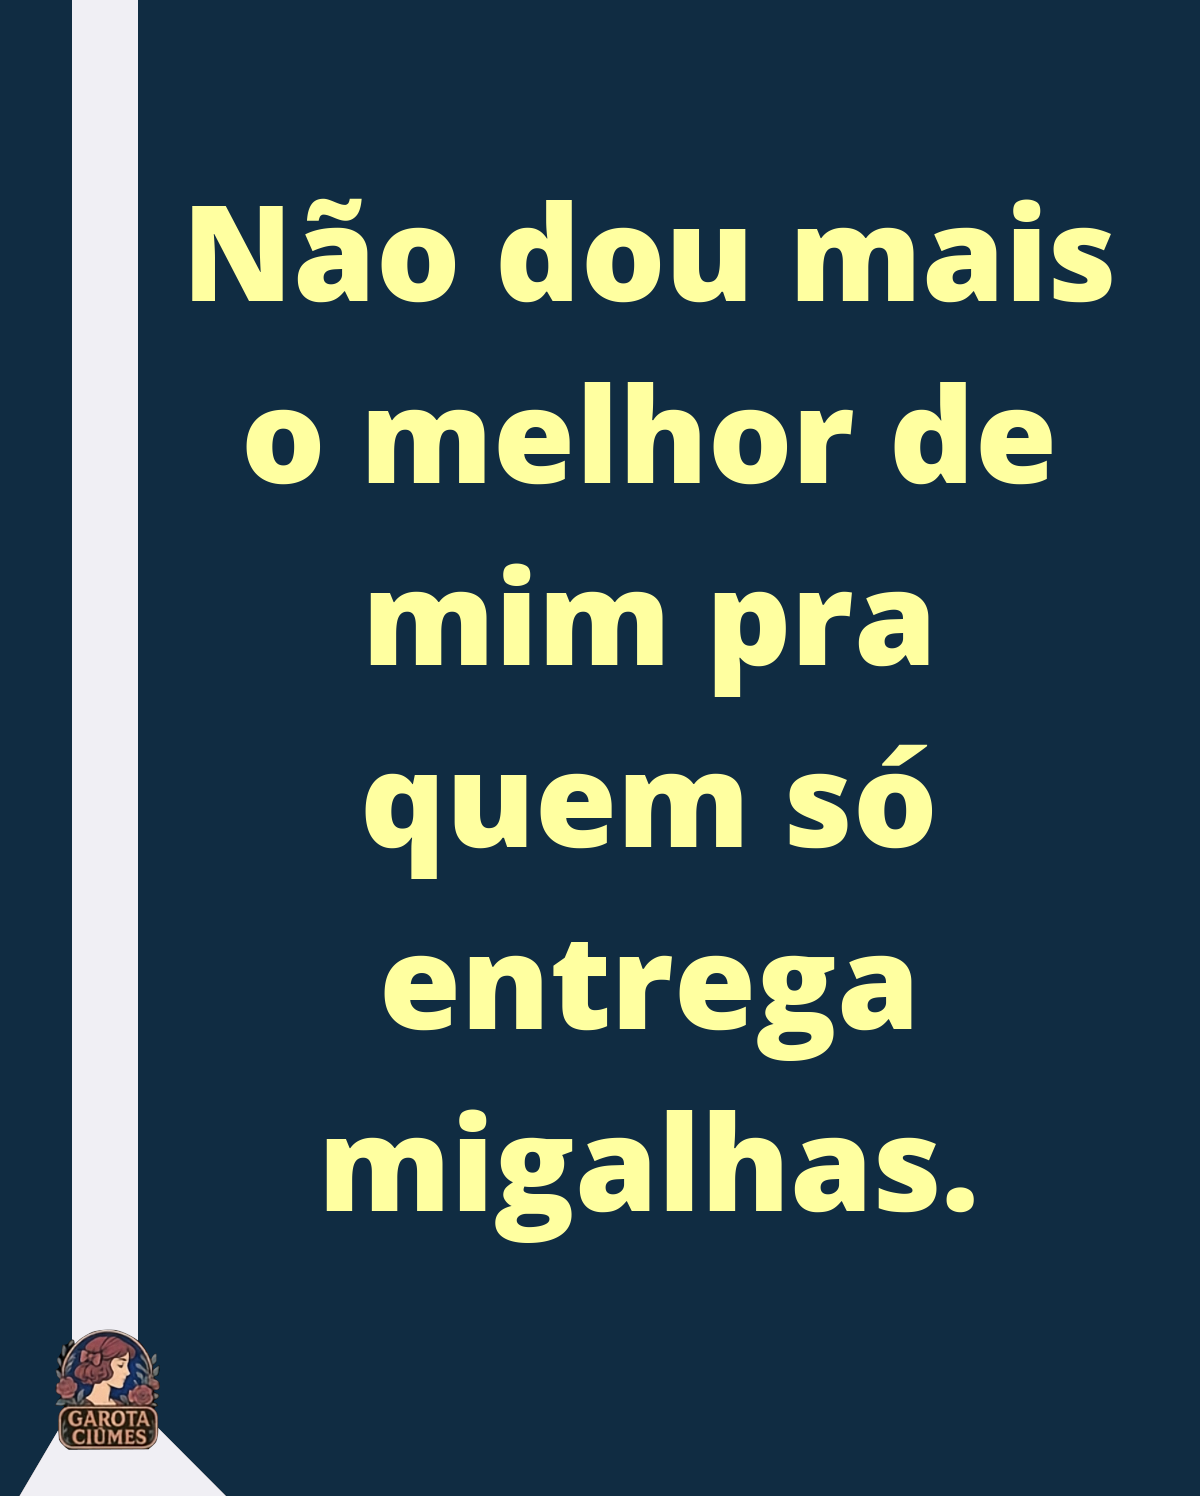 Não dou mais
o melhor de
mim pra
quem só
entrega
migalhas.
GAROTA
CIÚMES